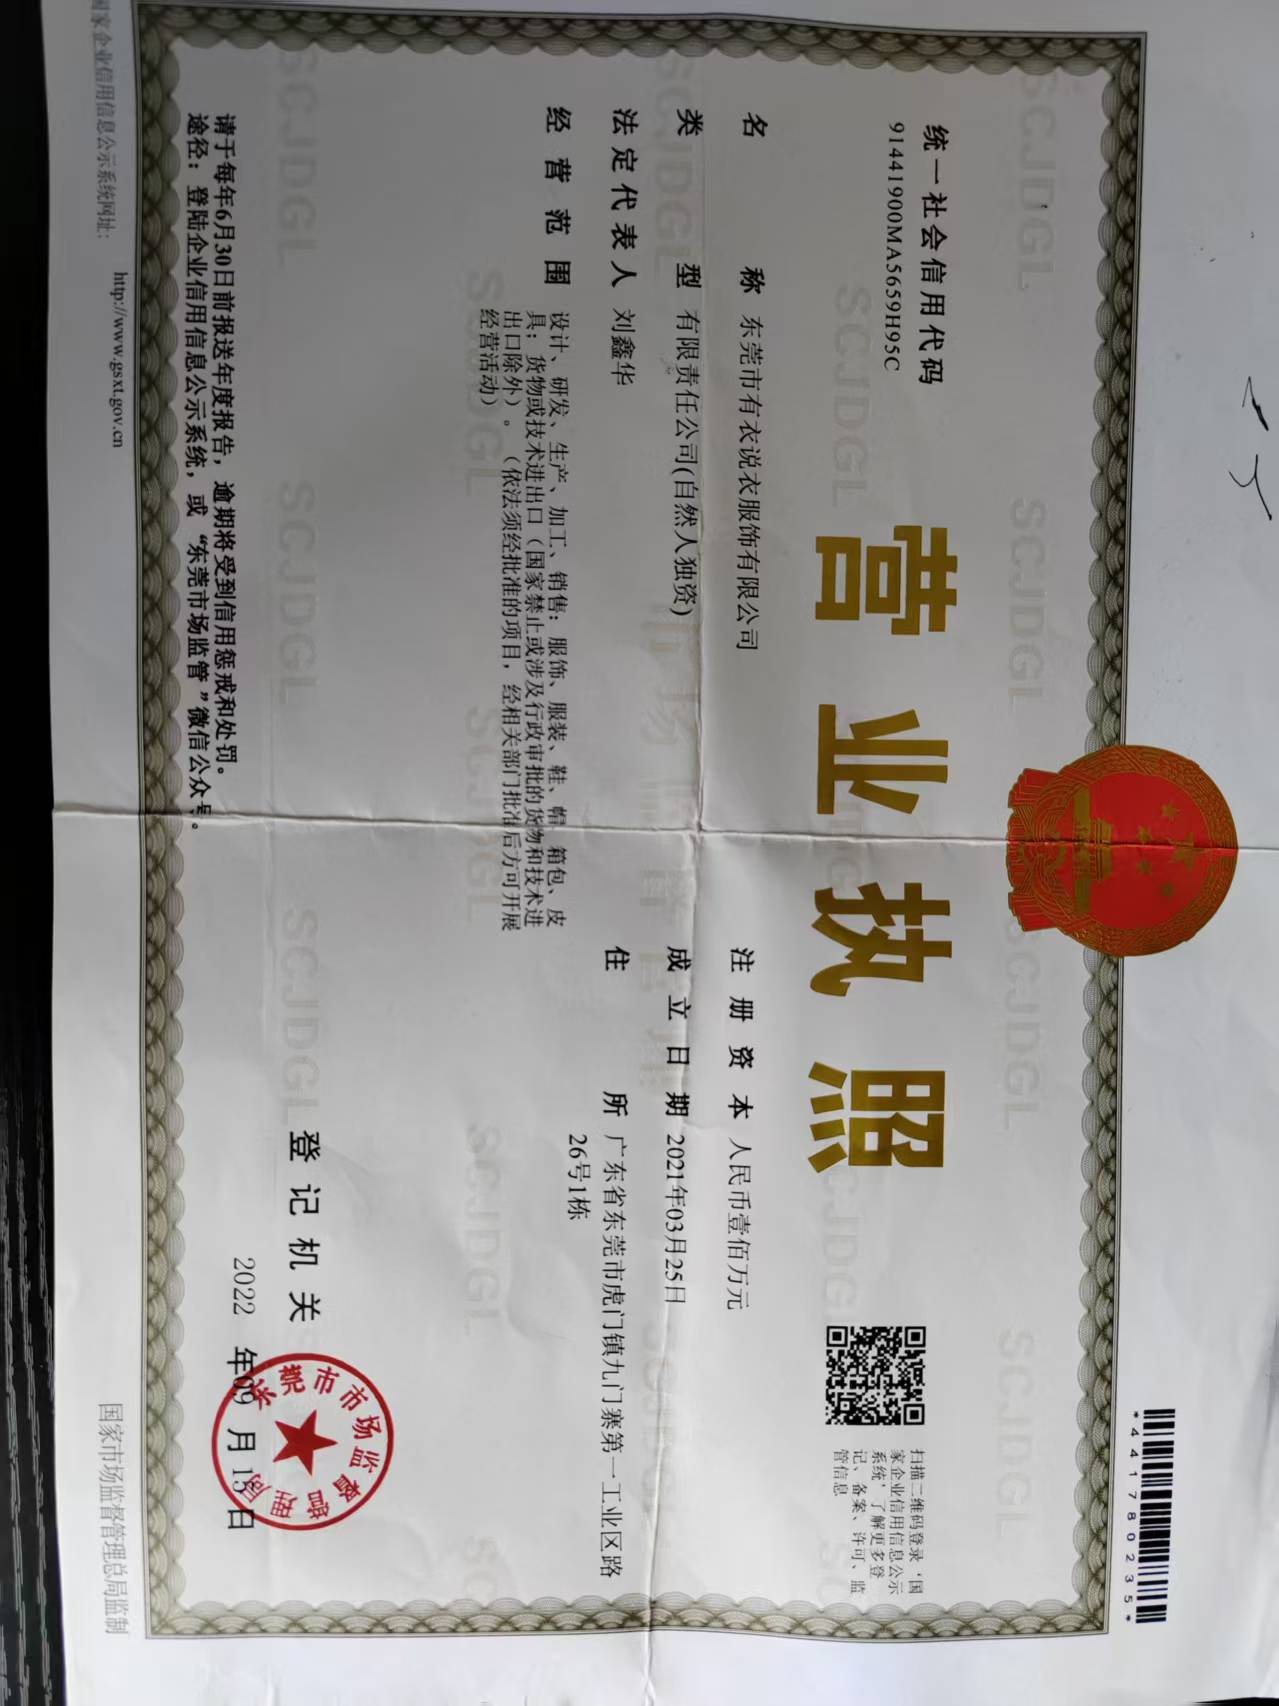 *441780235*
统一社会信用代码
91441900MA5659H95C
营业执照
扫描二维码登录‘国
家企业信用信息公示
系统’了解更多登
记、备案、许可、监
管信息
名称 东莞市有衣说衣服饰有限公司
类型 有限责任公司(自然人独资)
法定代表人 刘鑫华
经营范围 设计、研发、生产、加工、销售：服饰、服装、鞋、帽、箱包、皮
具；货物或技术进出口（国家禁止或涉及行政审批的货物和技术进
出口除外）。（依法须经批准的项目，经相关部门批准后方可开展
经营活动）
注册资本 人民币壹佰万元
成立日期 2021年03月25日
住所 广东省东莞市虎门镇九门寨第一工业区路
26号1栋
登记机关
东莞市市场监督管理局
2022 年 09 月 15 日
请于每年6月30日前报送年度报告，逾期将受到信用惩戒和处罚。
途径：登陆企业信用信息公示系统，或“东莞市场监管”微信公众号。
国家企业信用信息公示系统网址：
http://www.gsxt.gov.cn
国家市场监督管理总局监制
SCJDGL